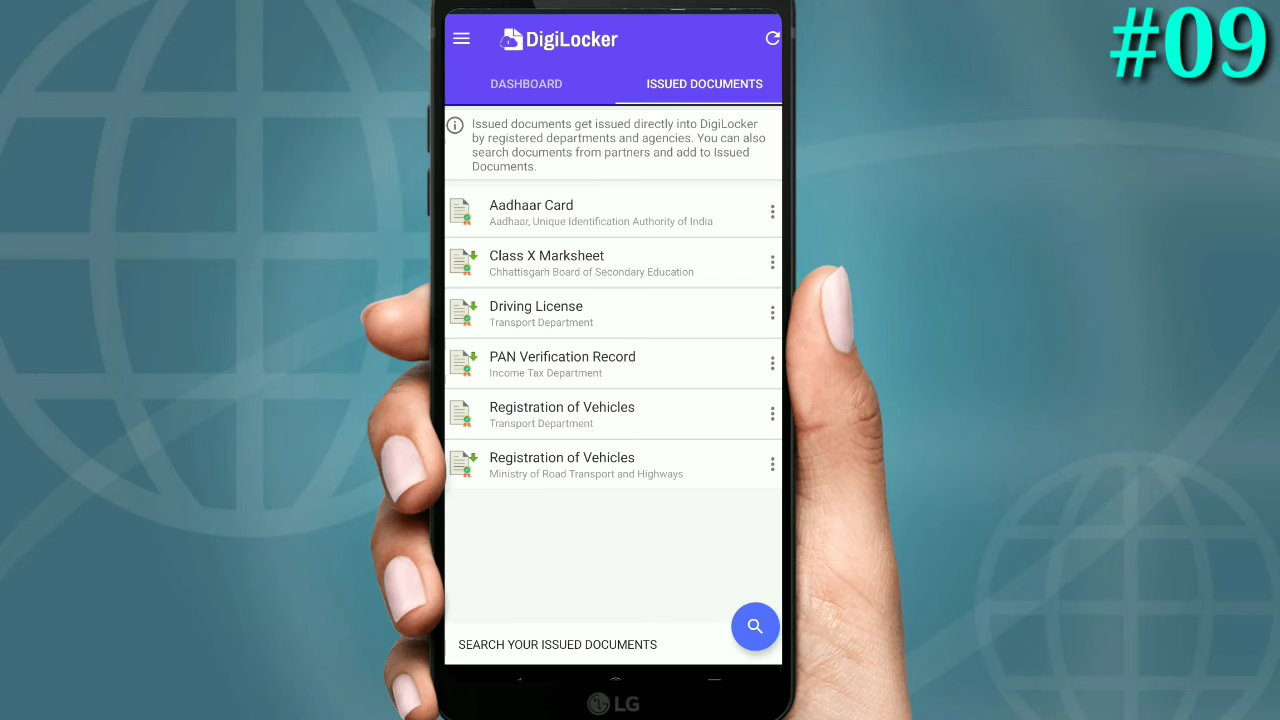 #09
DigiLocker
DASHBOARD
ISSUED DOCUMENTS
Issued documents get issued directly into DigiLocker
by registered departments and agencies. You can also
search documents from partners and add to Issued
Documents.
Aadhaar Card
Aadhaar, Unique Identification Authority of India
Class X Marksheet
Chhattisgarh Board of Secondary Education
Driving License
Transport Department
PAN Verification Record
Income Tax Department
Registration of Vehicles
Transport Department
Registration of Vehicles
Ministry of Road Transport and Highways
SEARCH YOUR ISSUED DOCUMENTS
LG